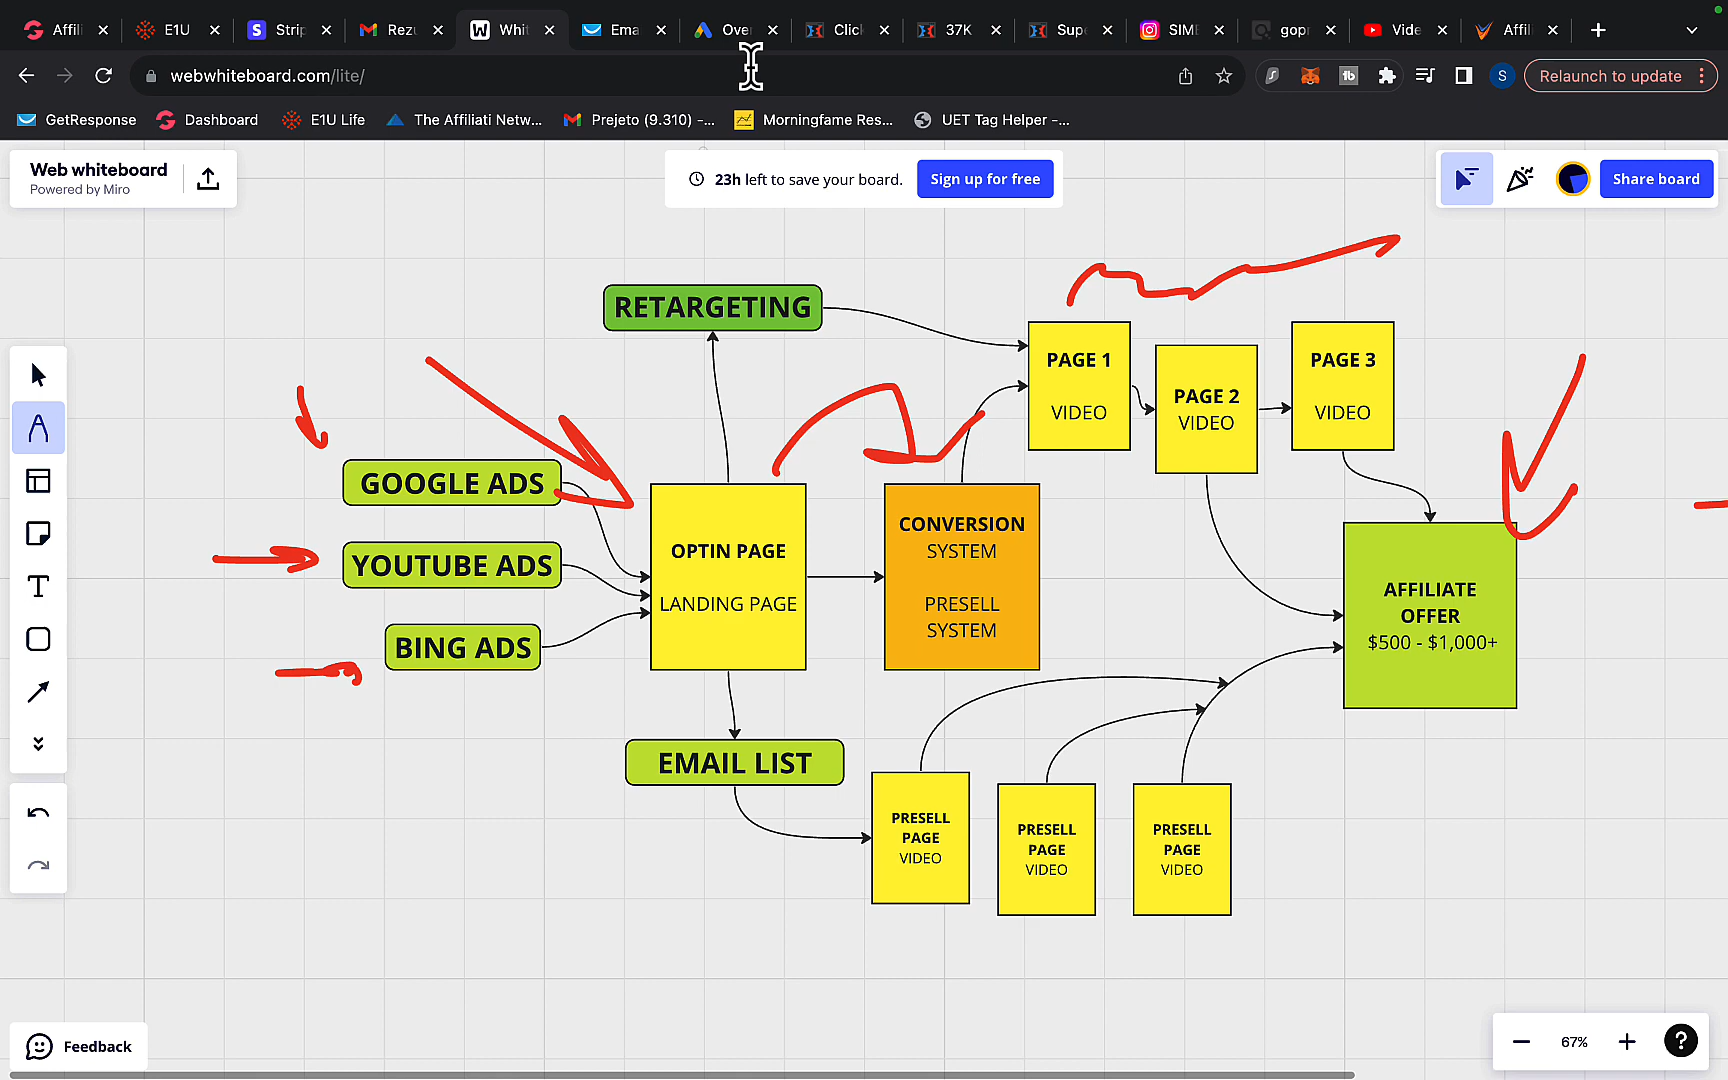 Affili
E1U
Strip
Rezu
Whit
Ema
Over
Click
37K
Supe
SIME
gopr
Vide
Affili
webwhiteboard.com/lite/
Relaunch to update
S
GetResponse
Dashboard
E1U Life
The Affiliati Netw...
Prejeto (9.310) -...
Morningfame Res...
UET Tag Helper -...
Web whiteboard
Powered by Miro
23h left to save your board.
Sign up for free
Share board
RETARGETING
PAGE 1
VIDEO
PAGE 2
VIDEO
PAGE 3
VIDEO
GOOGLE ADS
YOUTUBE ADS
BING ADS
OPTIN PAGE
LANDING PAGE
CONVERSION
SYSTEM
PRESELL
SYSTEM
AFFILIATE
OFFER
$500 - $1,000+
EMAIL LIST
PRESELL
PAGE
VIDEO
PRESELL
PAGE
VIDEO
PRESELL
PAGE
VIDEO
Feedback
67%